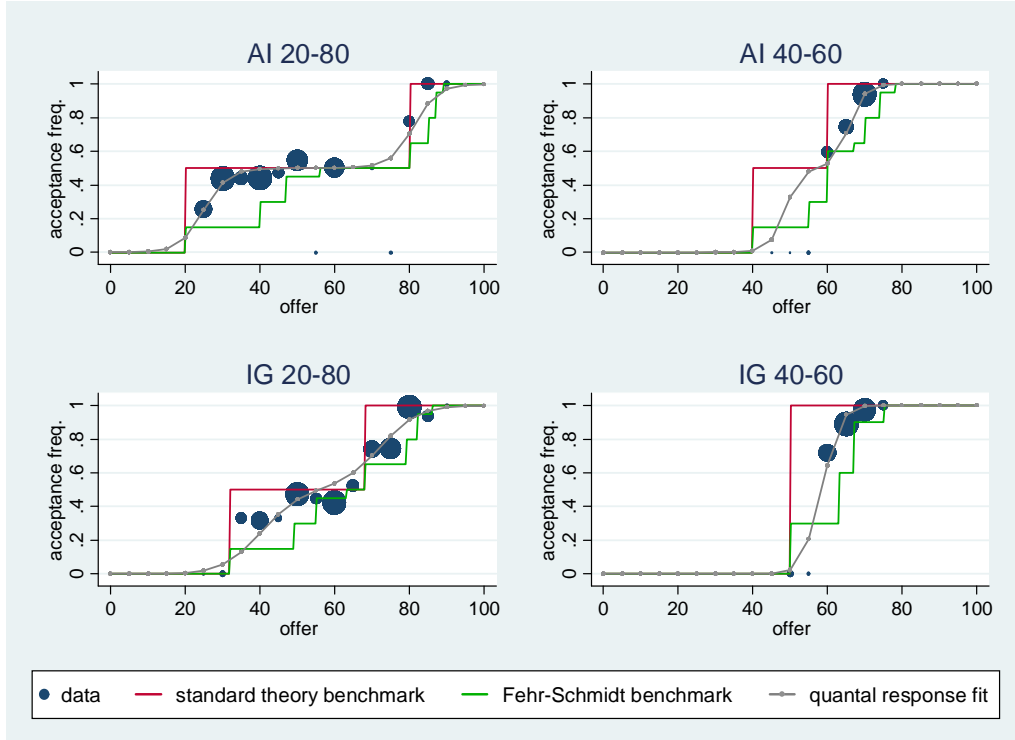 AI 20-80
AI 40-60
acceptance freq.
0 .2 .4 .6 .8 1
0 20 40 60 80 100
offer
acceptance freq.
0 .2 .4 .6 .8 1
0 20 40 60 80 100
offer
IG 20-80
IG 40-60
acceptance freq.
0 .2 .4 .6 .8 1
0 20 40 60 80 100
offer
acceptance freq.
0 .2 .4 .6 .8 1
0 20 40 60 80 100
offer
data standard theory benchmark Fehr-Schmidt benchmark quantal response fit